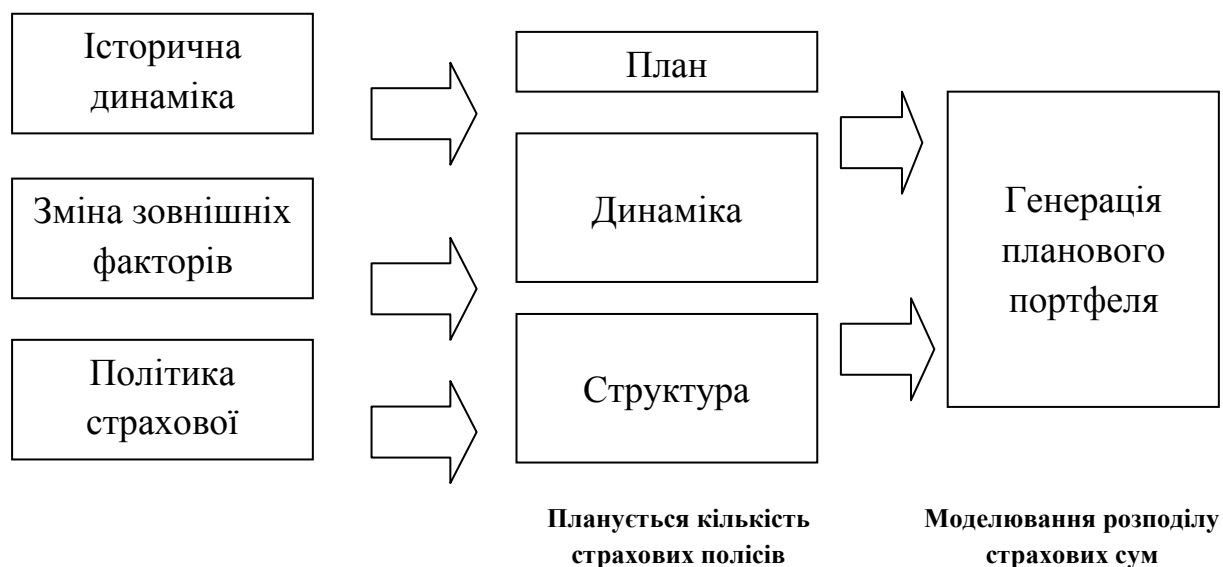 Історична
динаміка
Зміна зовнішніх
факторів
Політика
страхової
План
Динаміка
Структура
Планується кількість
страхових полісів
Генерація
планового
портфеля
Моделювання розподілу
страхових сум